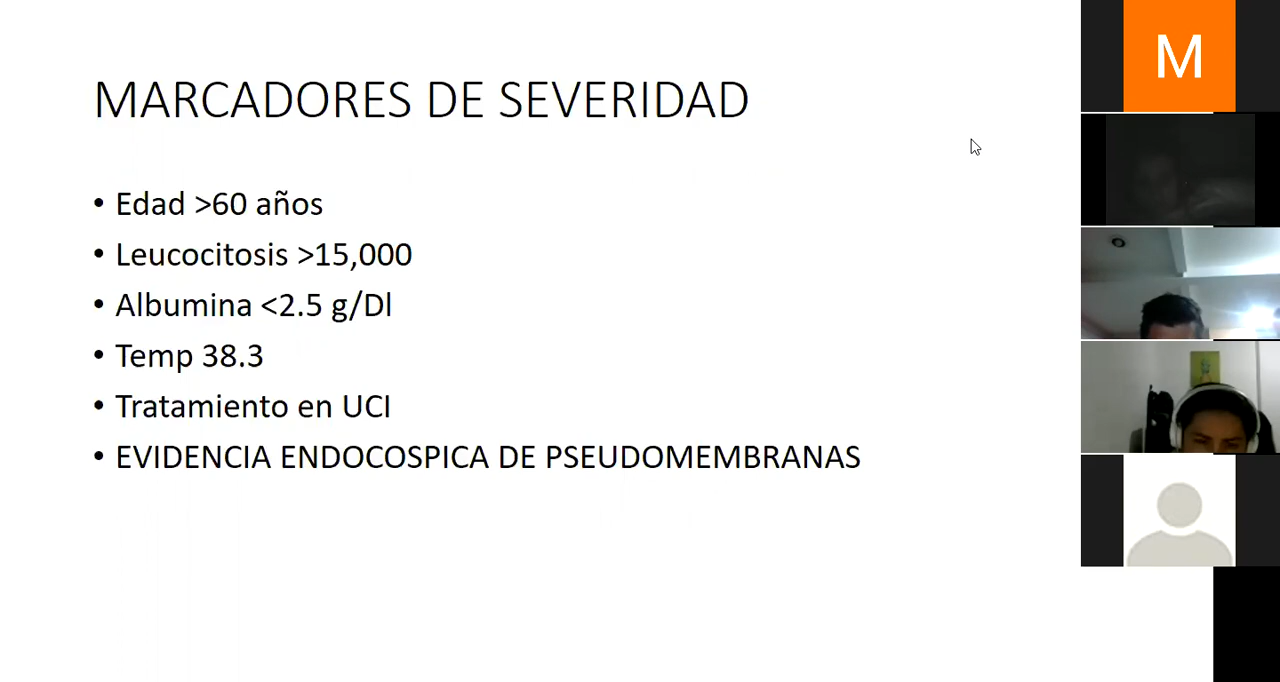 MARCADORES DE SEVERIDAD
• Edad >60 años
• Leucocitosis >15,000
• Albumina <2.5 g/Dl
• Temp 38.3
• Tratamiento en UCI
• EVIDENCIA ENDOCOSPICA DE PSEUDOMEMBRANAS
M